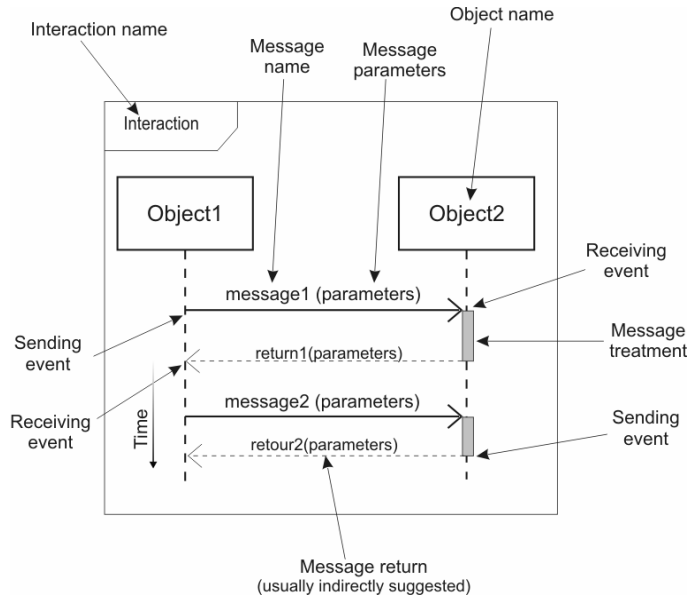 Object name
Interaction name
Message
name
Message
parameters
Interaction
Object1
Object2
Receiving
event
message1 (parameters)
Sending
event
return1(parameters)
Message
treatment
Receiving
event
Time
message2 (parameters)
retour2(parameters)
Sending
event
Message return
(usually indirectly suggested)